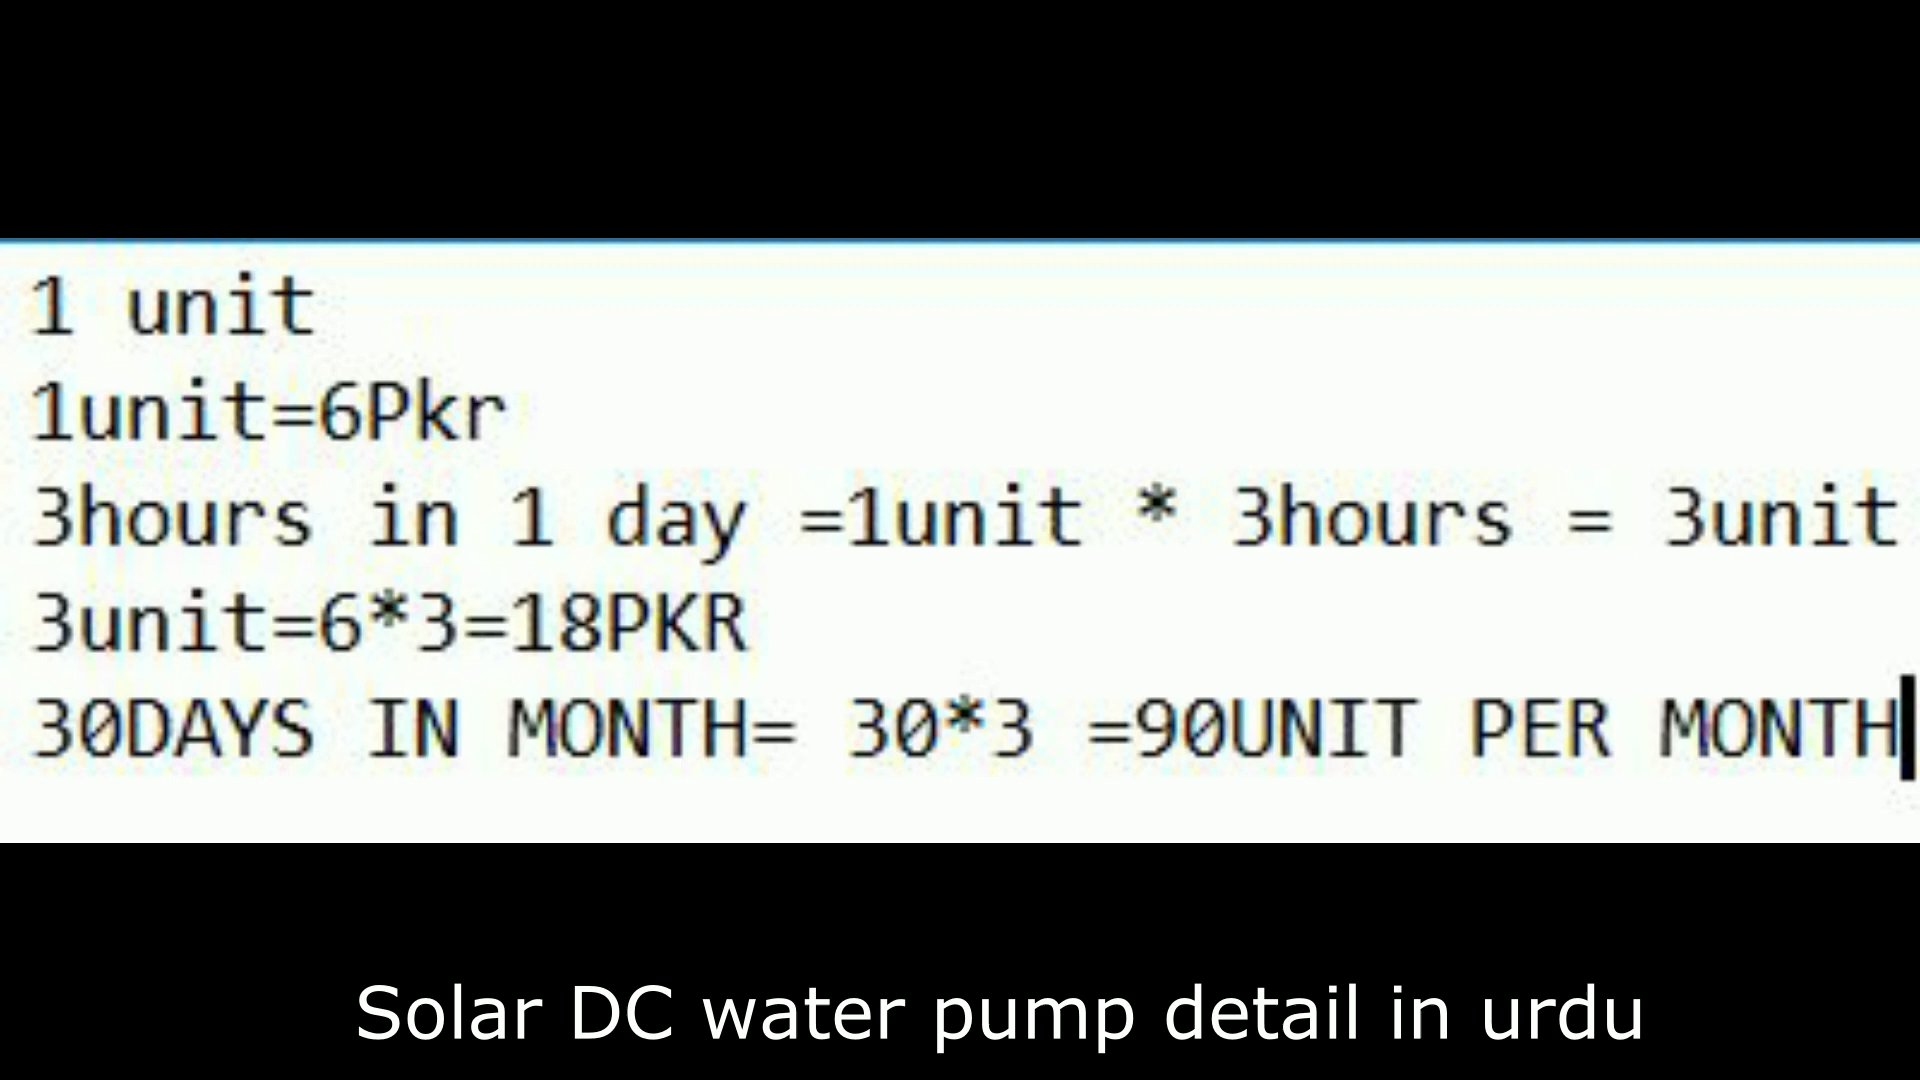 1 unit
1unit=6Pkr
3hours in 1 day =1unit * 3hours = 3unit
3unit=6*3=18PKR
30DAYS IN MONTH= 30*3 =90UNIT PER MONTH
Solar DC water pump detail in urdu